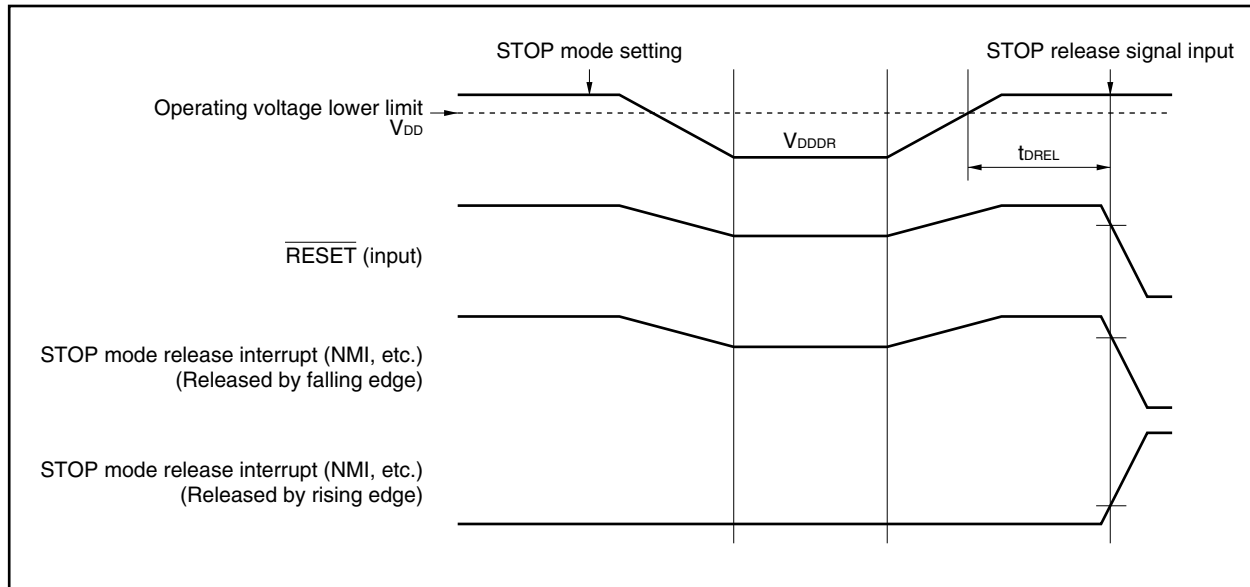 STOP mode setting
STOP release signal input
Operating voltage lower limit
VDD
VDDDR
tDREL
RESET (input)
STOP mode release interrupt (NMI, etc.)
(Released by falling edge)
STOP mode release interrupt (NMI, etc.)
(Released by rising edge)